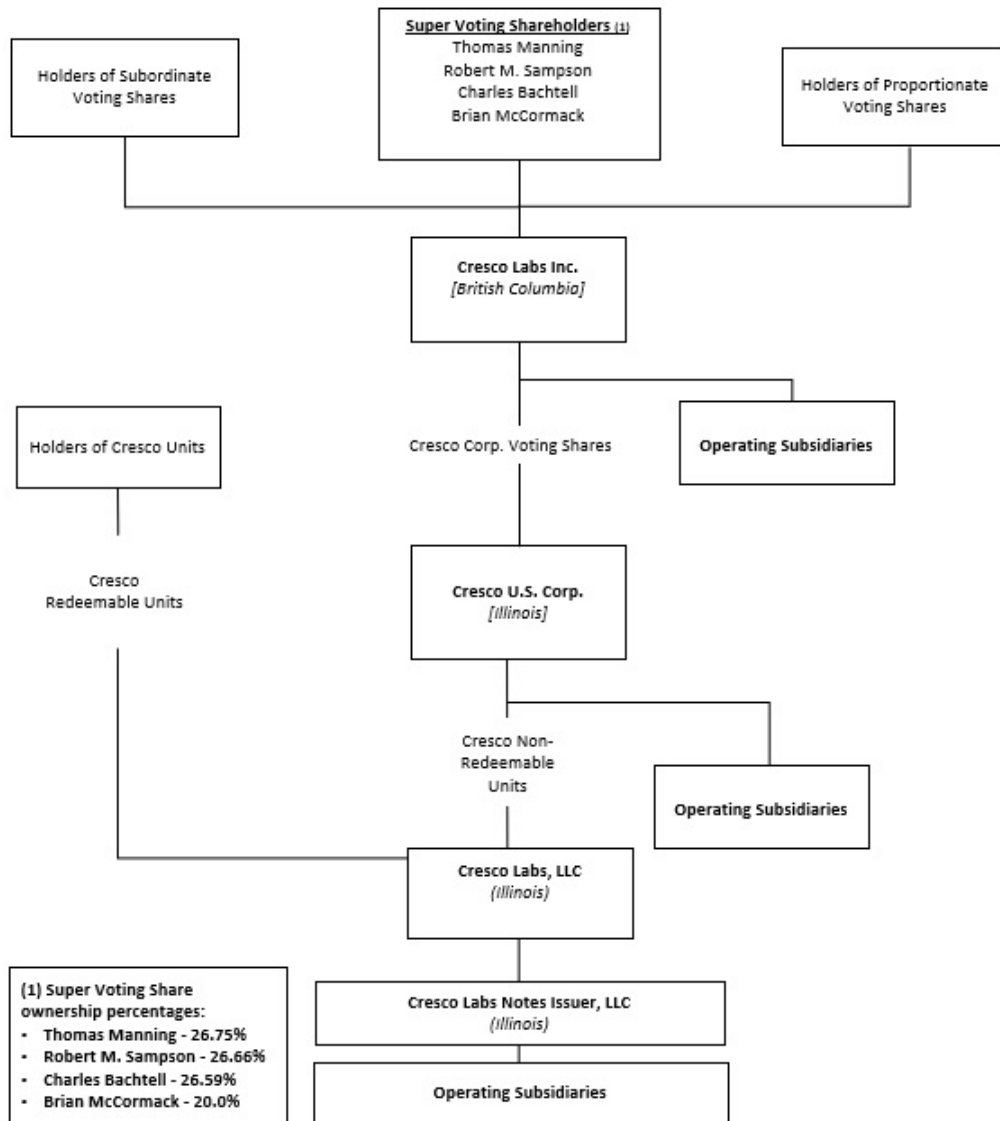 Super Voting Shareholders (1)
Thomas Manning
Robert M. Sampson
Charles Bachtell
Brian McCormack
Holders of Subordinate
Voting Shares
Holders of Proportionate
Voting Shares
Cresco Labs Inc.
[British Columbia]
Holders of Cresco Units
Cresco Corp. Voting Shares
Operating Subsidiaries
Cresco
Redeemable Units
Cresco U.S. Corp.
[Illinois]
Cresco Non-
Redeemable
Units
Operating Subsidiaries
Cresco Labs, LLC
(Illinois)
(1) Super Voting Share
ownership percentages:
- Thomas Manning - 26.75%
- Robert M. Sampson - 26.66%
- Charles Bachtell - 26.59%
- Brian McCormack - 20.0%
Cresco Labs Notes Issuer, LLC
(Illinois)
Operating Subsidiaries